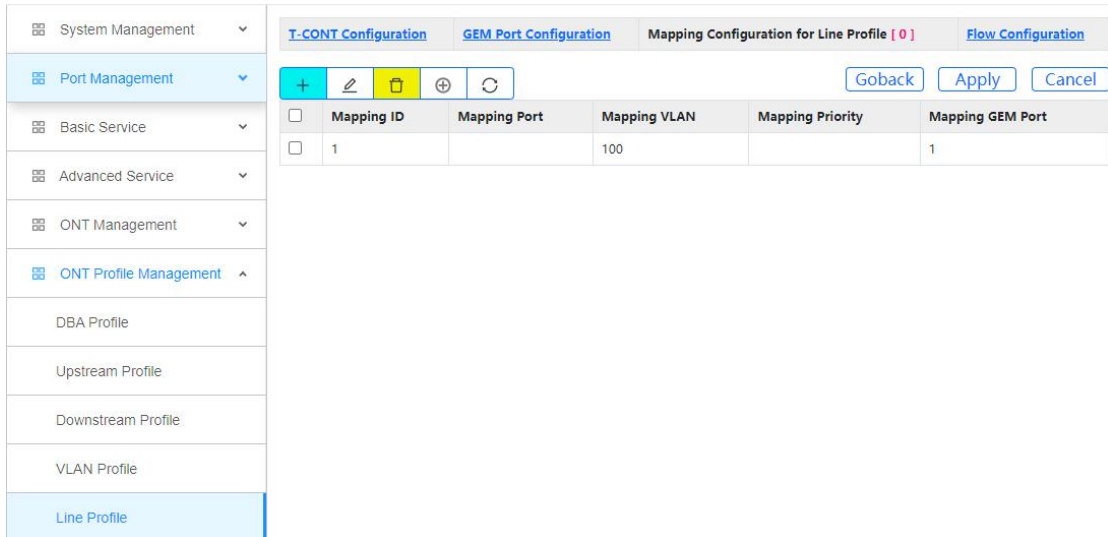 System Management
Port Management
Basic Service
Advanced Service
ONT Management
ONT Profile Management
DBA Profile
Upstream Profile
Downstream Profile
VLAN Profile
Line Profile
T-CONT Configuration GEM Port Configuration Mapping Configuration for Line Profile [ 0 ] Flow Configuration
Goback Apply Cancel
Mapping ID Mapping Port Mapping VLAN Mapping Priority Mapping GEM Port
1 100 1